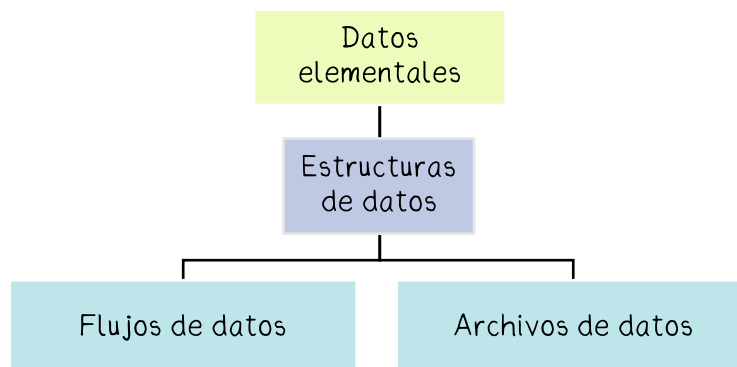 Datos
elementales
Estructuras
de datos
Flujos de datos
Archivos de datos